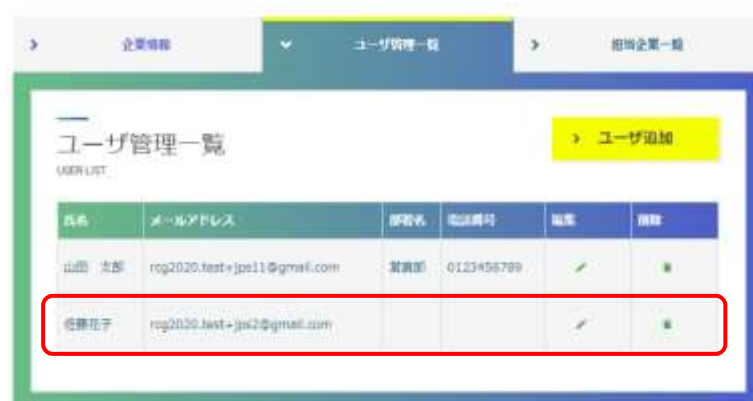 企業情報
ユーザ管理一覧
担当企業一覧
ユーザ管理一覧
USER LIST
ユーザ追加
氏名 メールアドレス 部署名 電話番号 編集 削除
山田 太郎 rcg2020.test+jps11@gmail.com 0123456789
佐藤花子 rcg2020.test+jps2@gmail.com